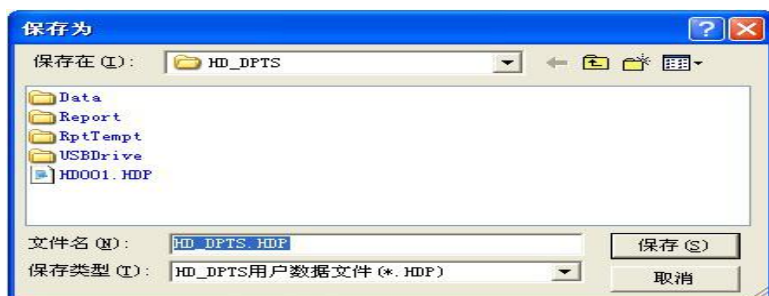 保存为
保存在(I): HD_DPTS
Data
Report
RptTempt
USBDrive
HD001.HDP
文件名(N): HD_DPTS.HDP 保存(S)
保存类型(T): HD_DPTS用户数据文件(*.HDP) 取消